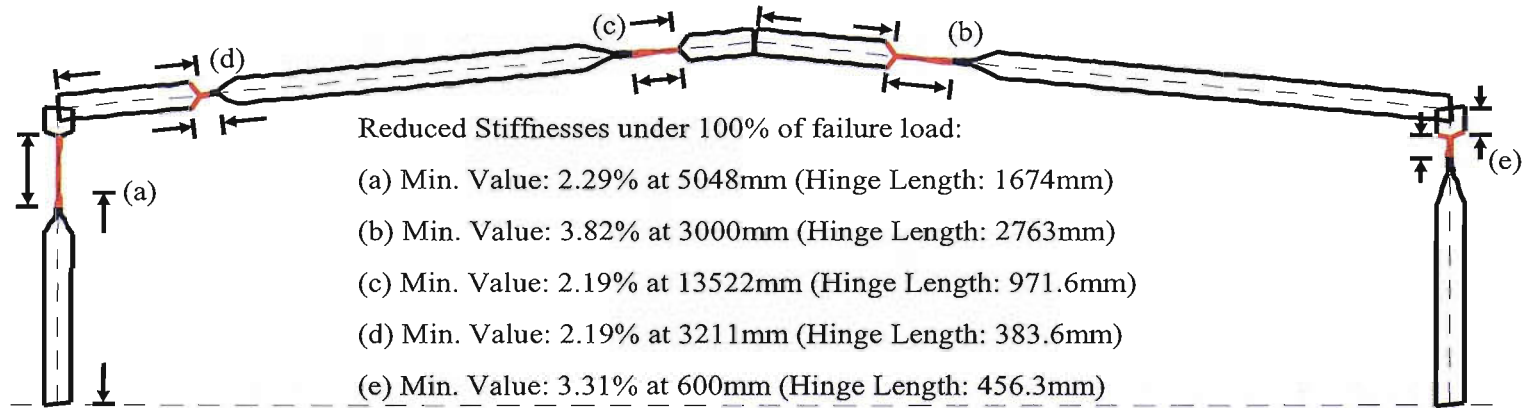 (c)
(b)
(d)
Reduced Stiffnesses under 100% of failure load:
(e)
(a) Min. Value: 2.29% at 5048mm (Hinge Length: 1674mm)
(a)
(b) Min. Value: 3.82% at 3000mm (Hinge Length: 2763mm)
(c) Min. Value: 2.19% at 13522mm (Hinge Length: 971.6mm)
(d) Min. Value: 2.19% at 3211mm (Hinge Length: 383.6mm)
(e) Min. Value: 3.31% at 600mm (Hinge Length: 456.3mm)